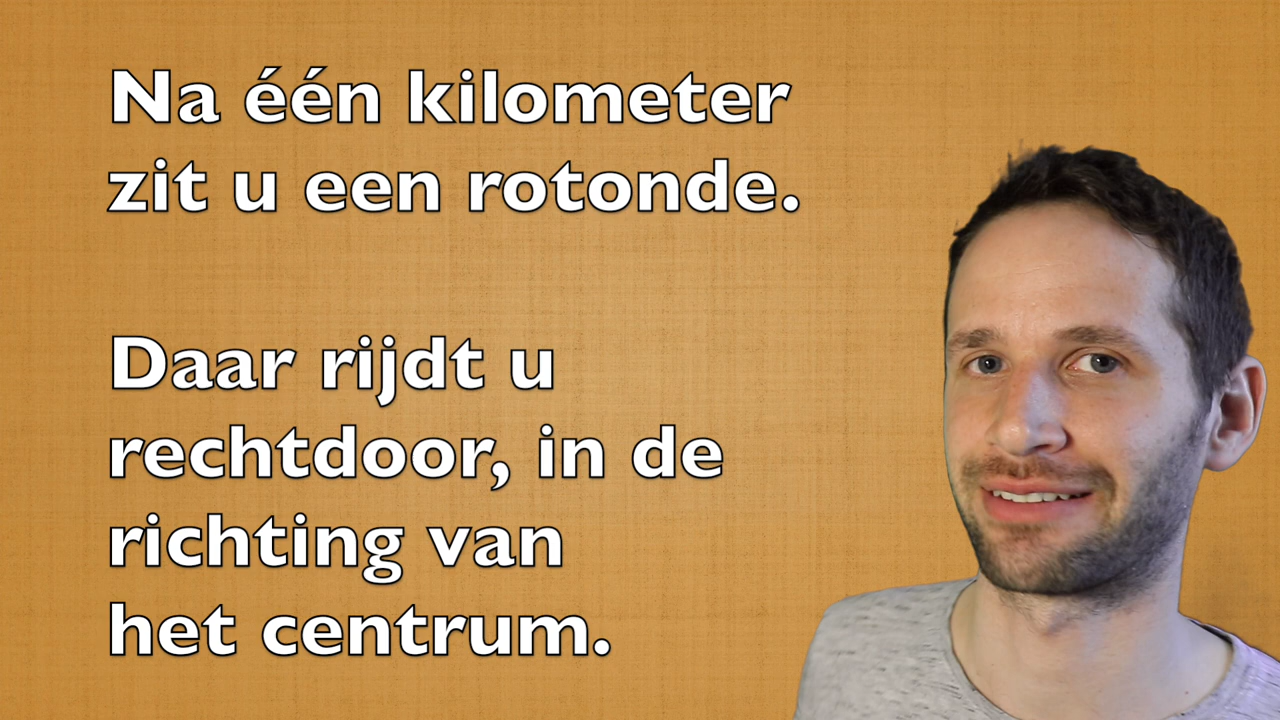 Na één kilometer
zit u een rotonde.
Daar rijdt u
rechtdoor, in de
richting van
het centrum.